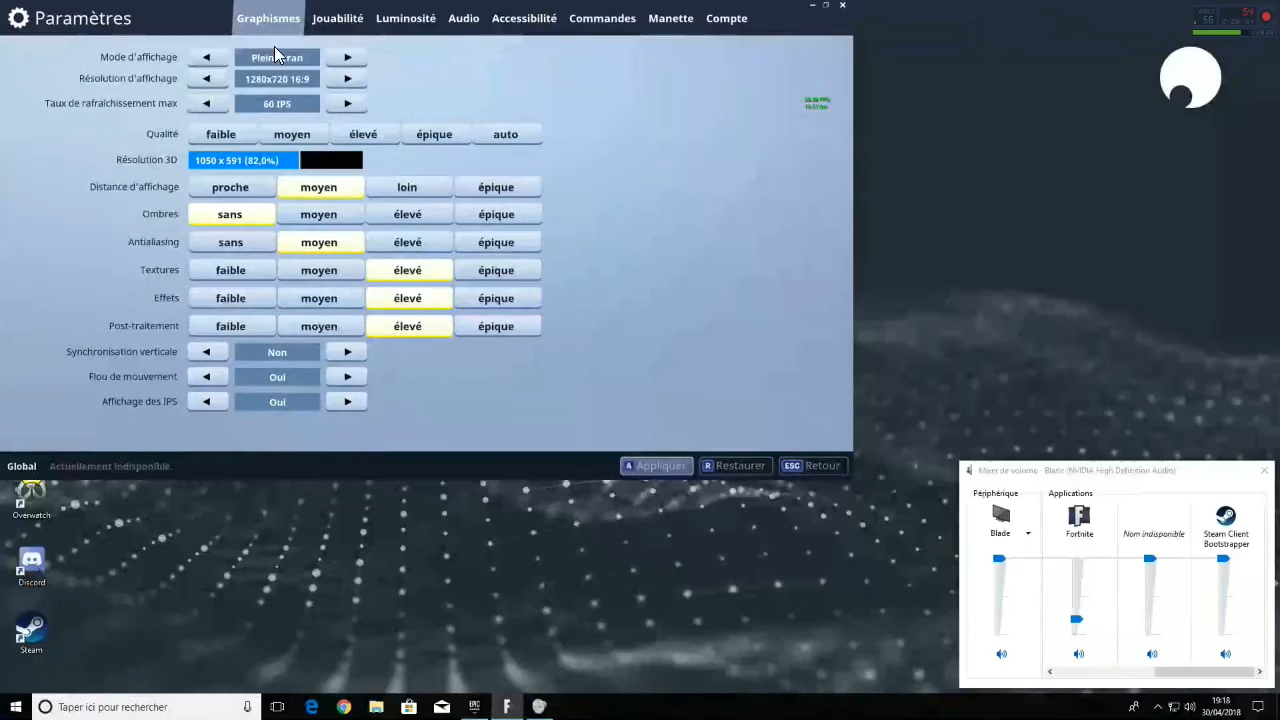 Paramètres
Graphismes Jouabilité Luminosité Audio Accessibilité Commandes Manette Compte
Mode d'affichage
Résolution d'affichage 1280x720 16:9
Taux de rafraîchissement max 60 IPS
Qualité faible moyen élevé épique auto
Résolution 3D 1050 x 591 (82,0%)
Distance d'affichage proche moyen loin épique
Ombres sans moyen élevé épique
Antialiasing sans moyen élevé épique
Textures faible moyen élevé épique
Effets faible moyen élevé épique
Post-traitement faible moyen élevé épique
Synchronisation verticale Non
Flou de mouvement Oui
Affichage des IPS Oui
Global Actuellement indisponible. A Appliquer R Restaurer ESC Retour
54
56
Overwatch
Discord
Steam
Mixer de volume Blade (NVIDIA High Definition Audio)
Périphérique Applications
Blade Fortnite Nom indisponible Steam Client
Bootstrapper
Taper ici pour rechercher
EPIC
19:18
30/04/2018